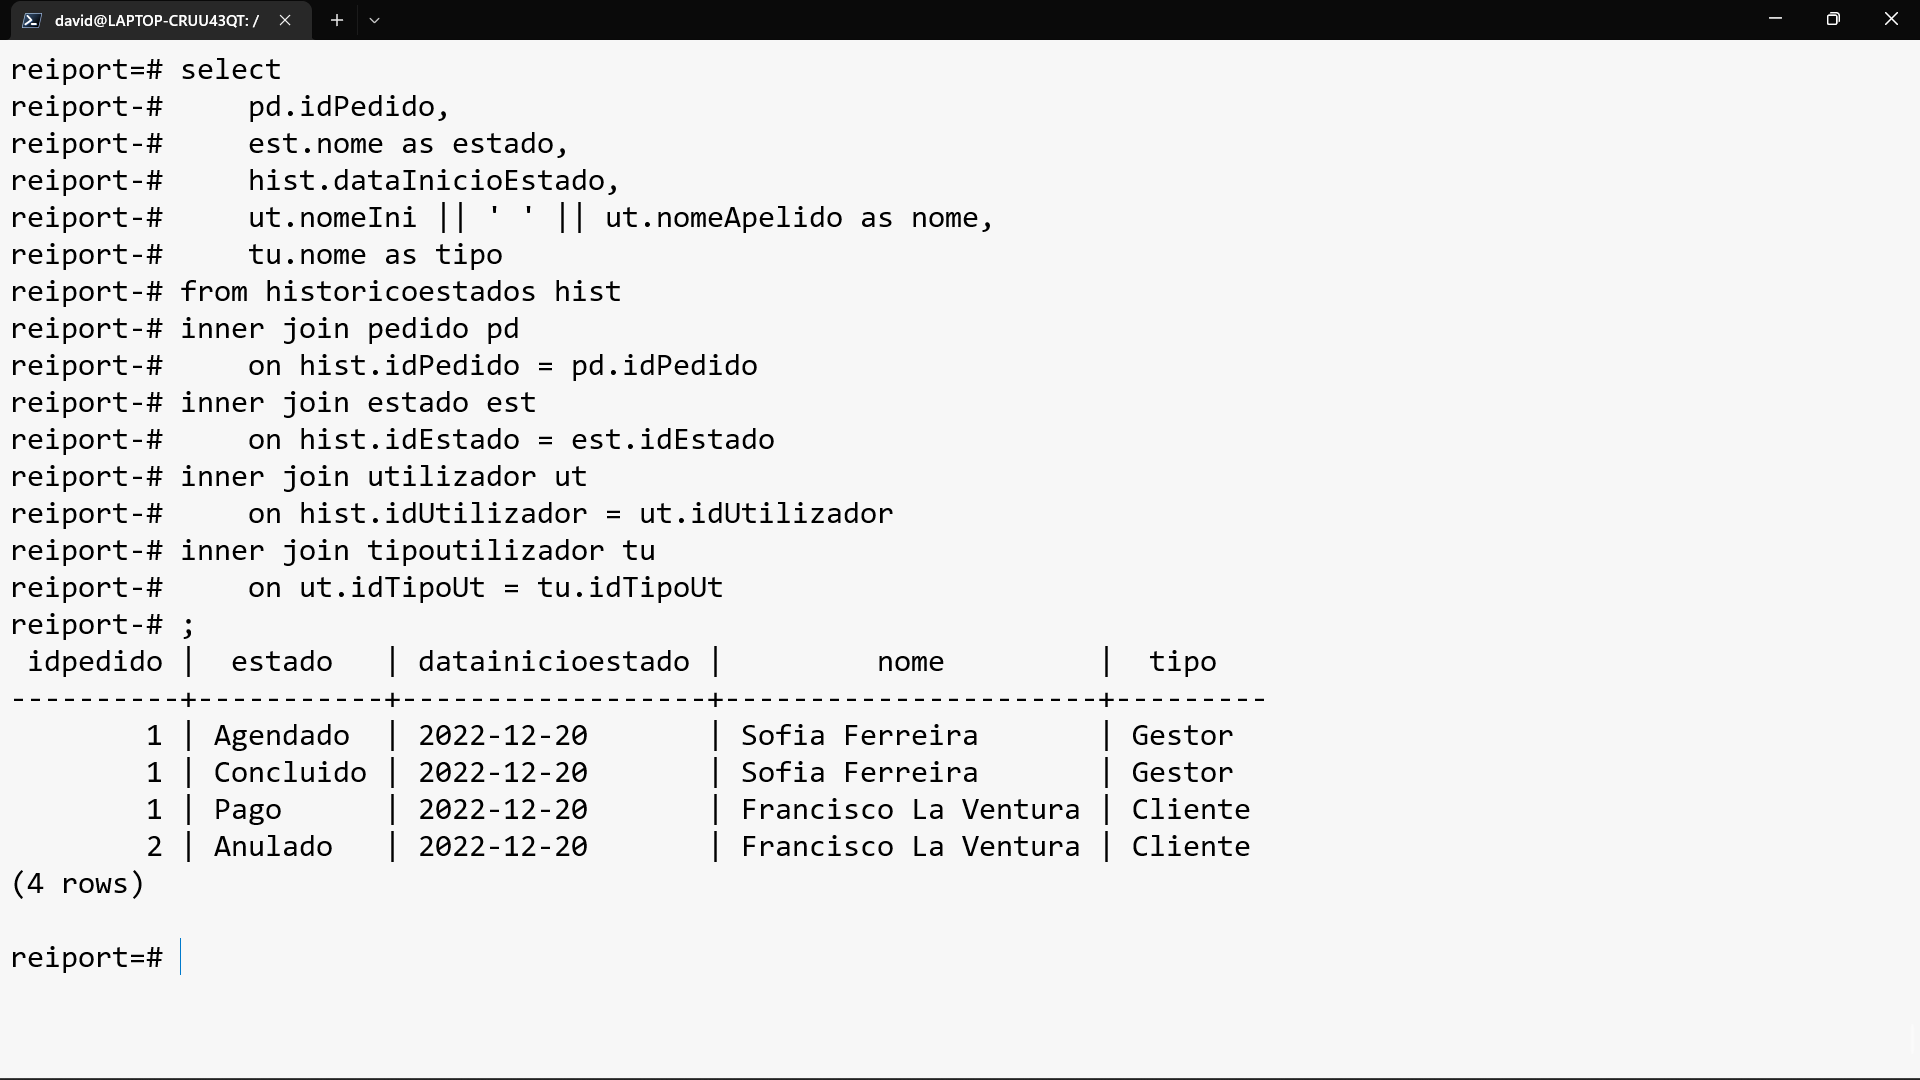 david@LAPTOP-CRUU43QT: /
reiport=# select
reiport-#     pd.idPedido,
reiport-#     est.nome as estado,
reiport-#     hist.dataInicioEstado,
reiport-#     ut.nomeIni || ' ' || ut.nomeApelido as nome,
reiport-#     tu.nome as tipo
reiport-# from historicoestados hist
reiport-# inner join pedido pd
reiport-#     on hist.idPedido = pd.idPedido
reiport-# inner join estado est
reiport-#     on hist.idEstado = est.idEstado
reiport-# inner join utilizador ut
reiport-#     on hist.idUtilizador = ut.idUtilizador
reiport-# inner join tipoutilizador tu
reiport-#     on ut.idTipoUt = tu.idTipoUt
reiport-# ;
 idpedido |  estado   | datainicioestado |         nome         |  tipo
----------+-----------+------------------+----------------------+---------
        1 | Agendado  | 2022-12-20       | Sofia Ferreira       | Gestor
        1 | Concluido | 2022-12-20       | Sofia Ferreira       | Gestor
        1 | Pago      | 2022-12-20       | Francisco La Ventura | Cliente
        2 | Anulado   | 2022-12-20       | Francisco La Ventura | Cliente
(4 rows)
reiport=#